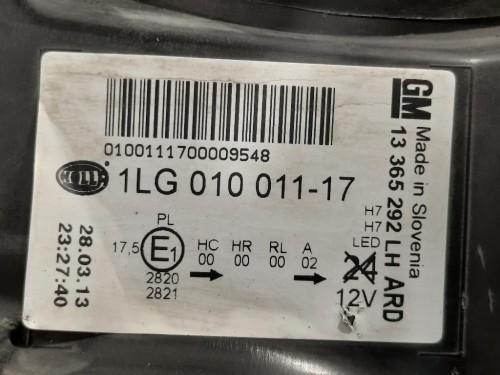 0100111700009548
HELLA
1LG 010 011-17
GM
13 365 292 LH ARD
Made in Slovenia
28.03.13
23:27:40
PL
17,5 E1 HC HR RL A
00 00 00 02
2820
2821
H7
H7
LED
24
12V